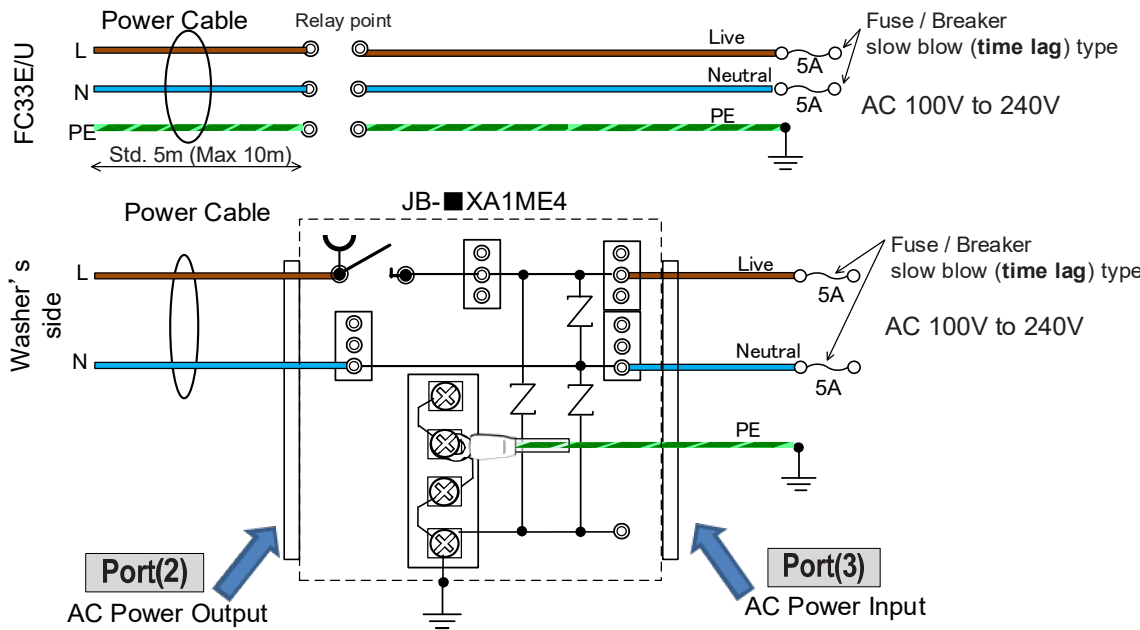 Power Cable
Relay point
Fuse / Breaker
slow blow (time lag) type
FC33E/U
L
Live
5A
N
Neutral
5A
AC 100V to 240V
PE
PE
Std. 5m (Max 10m)
JB-■XA1ME4
Power Cable
Fuse / Breaker
slow blow (time lag) type
Washer's
side
L
Live
5A
AC 100V to 240V
N
Neutral
5A
PE
Port(2)
AC Power Output
Port(3)
AC Power Input